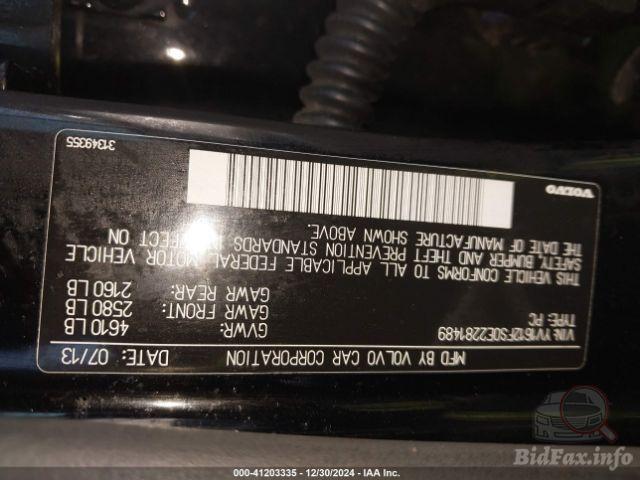 MFD BY VOLVO CAR CORPORATION DATE: 07/13
VIN: YV1612FS0E2281489
TYPE: PC
GVWR: 4610 LB
GAWR FRONT: 2580 LB
GAWR REAR: 2160 LB
THIS VEHICLE CONFORMS TO ALL APPLICABLE FEDERAL MOTOR VEHICLE
SAFETY, BUMPER AND THEFT PREVENTION STANDARDS IN EFFECT ON
THE DATE OF MANUFACTURE SHOWN ABOVE.
VOLVO
31349355
BidFax.info
000-41203335 - 12/30/2024 - IAA Inc.